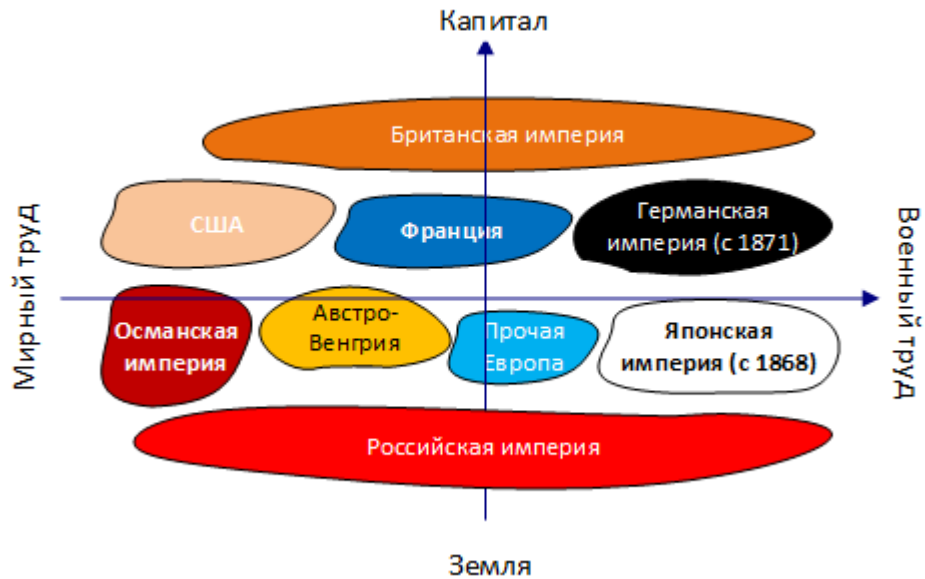 Капитал
Британская империя
США
Франция
Германская
империя (с 1871)
Мирный труд
Военный труд
Османская
империя
Австро-
Венгрия
Прочая
Европа
Японская
империя (с 1868)
Российская империя
Земля